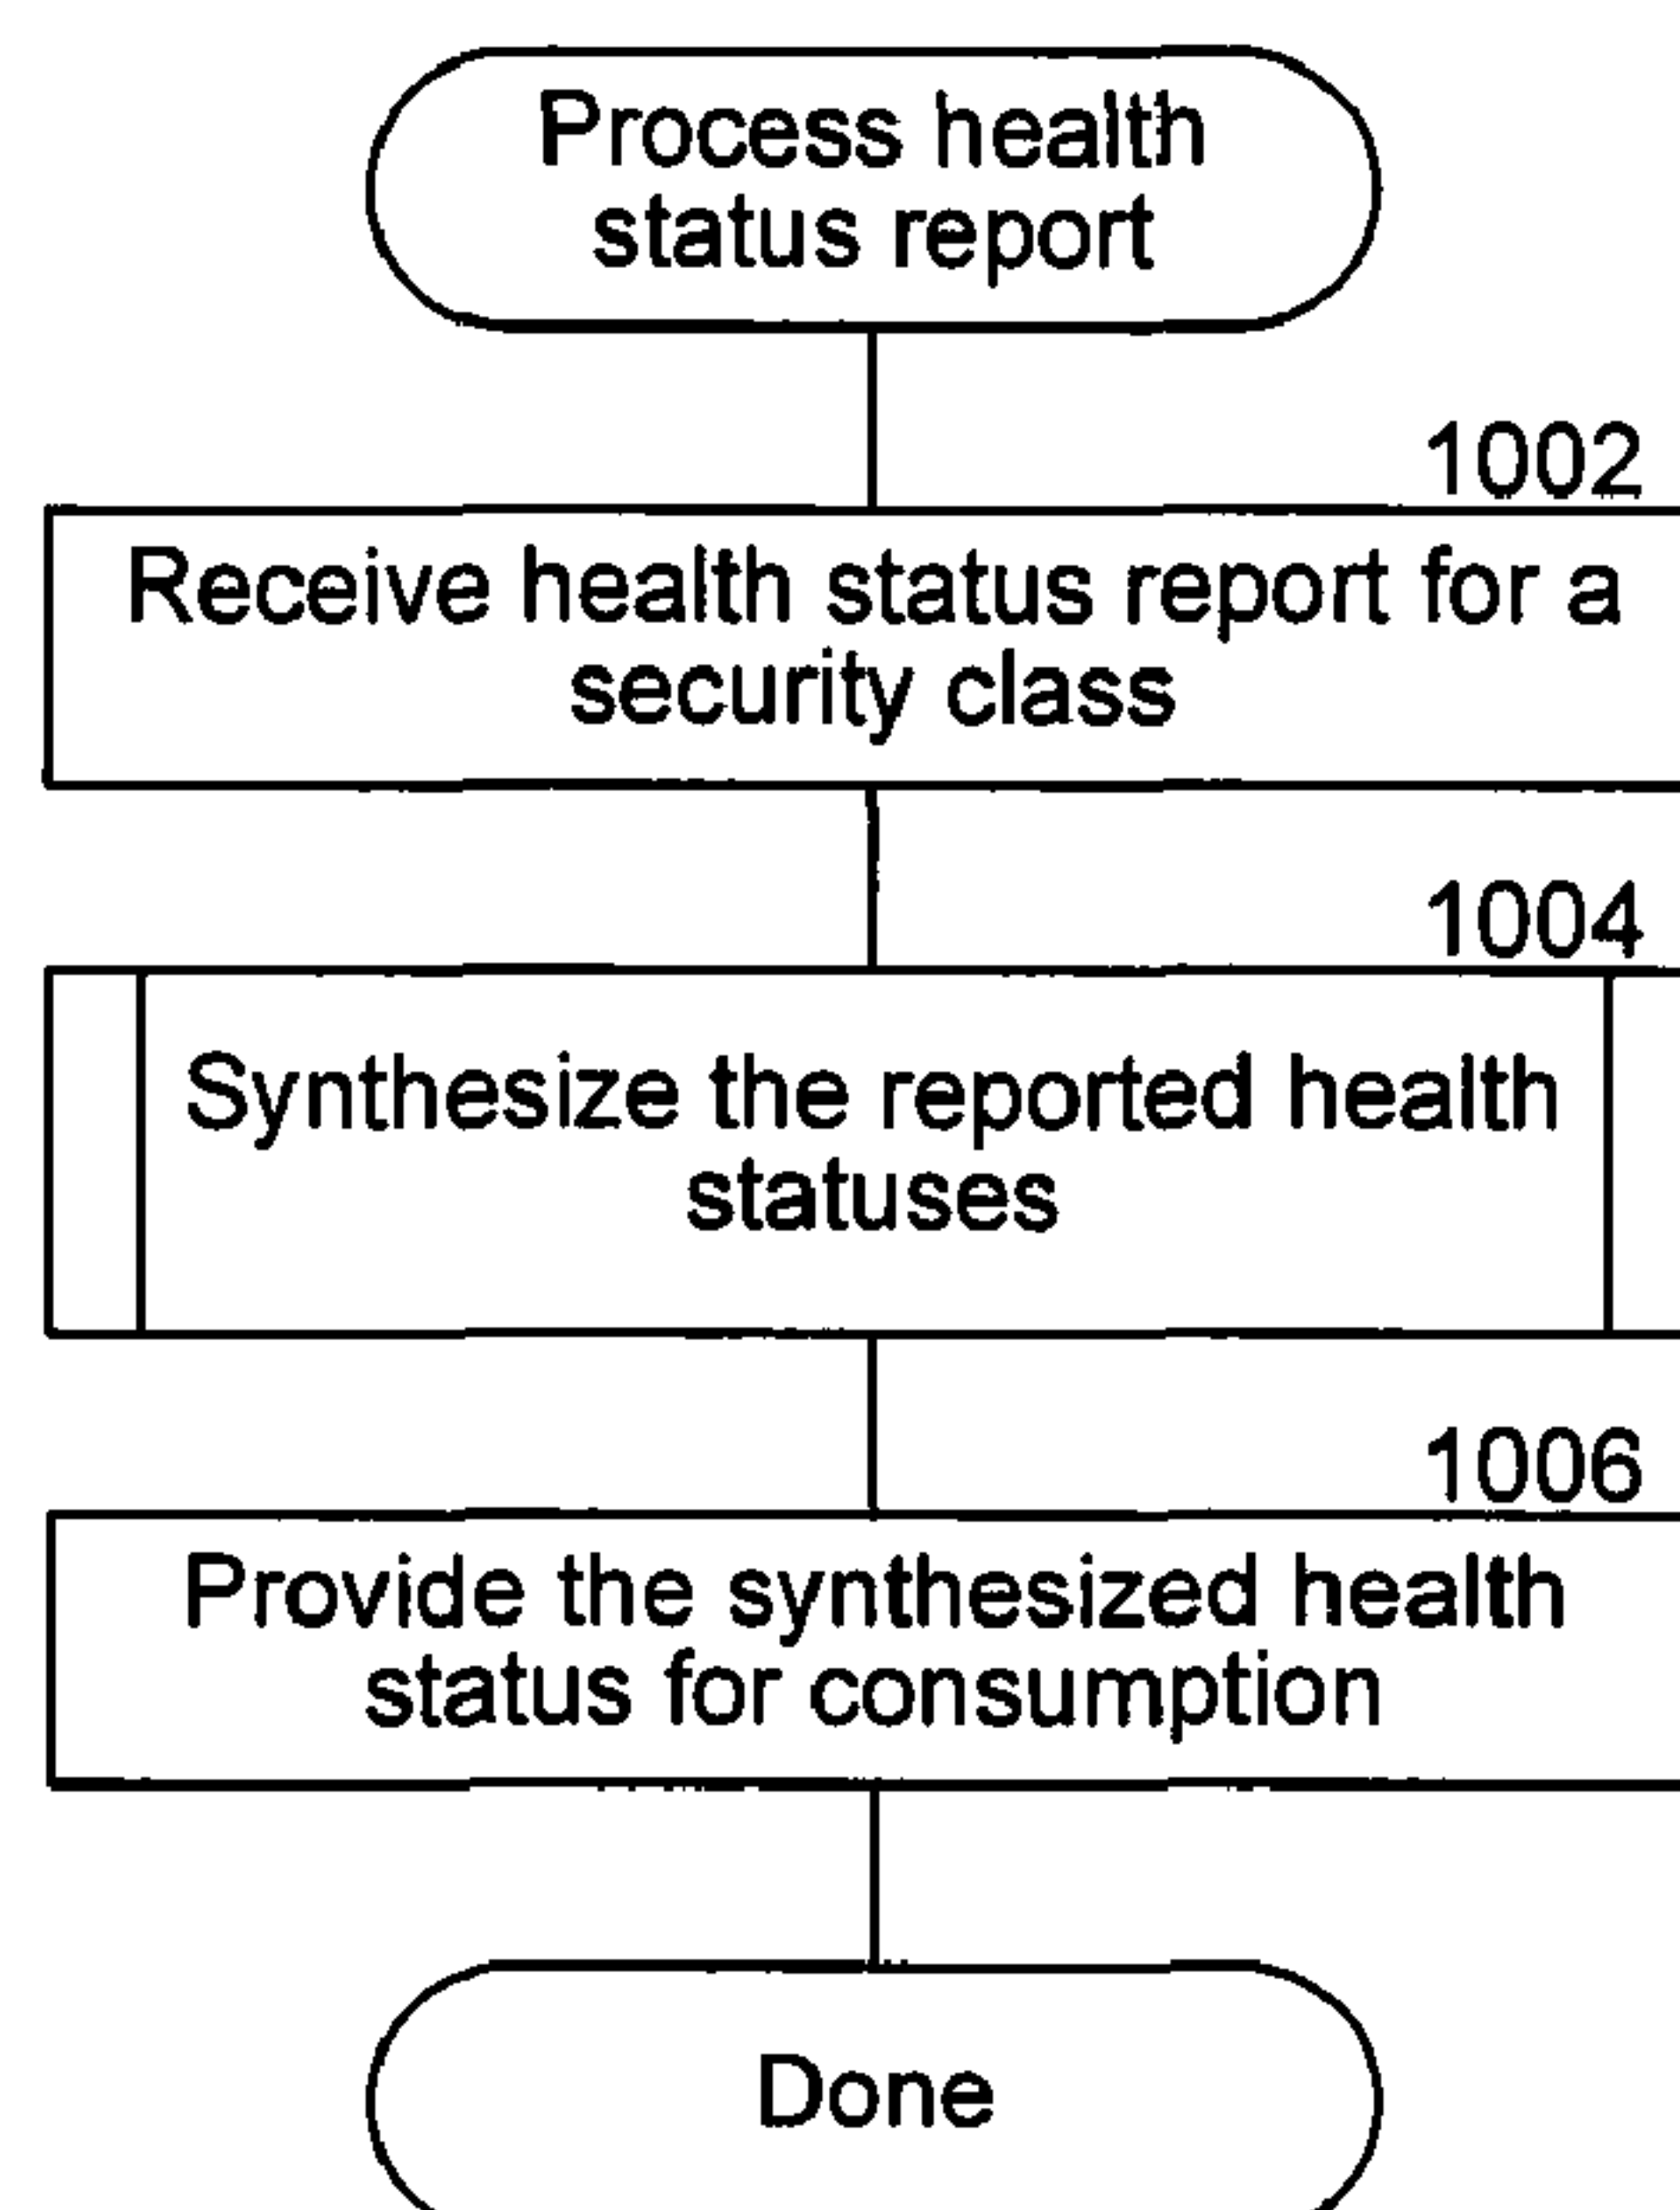 Process health
status report
1002
Receive health status report for a
security class
1004
Synthesize the reported health
statuses
1006
Provide the synthesized health
status for consumption
Done